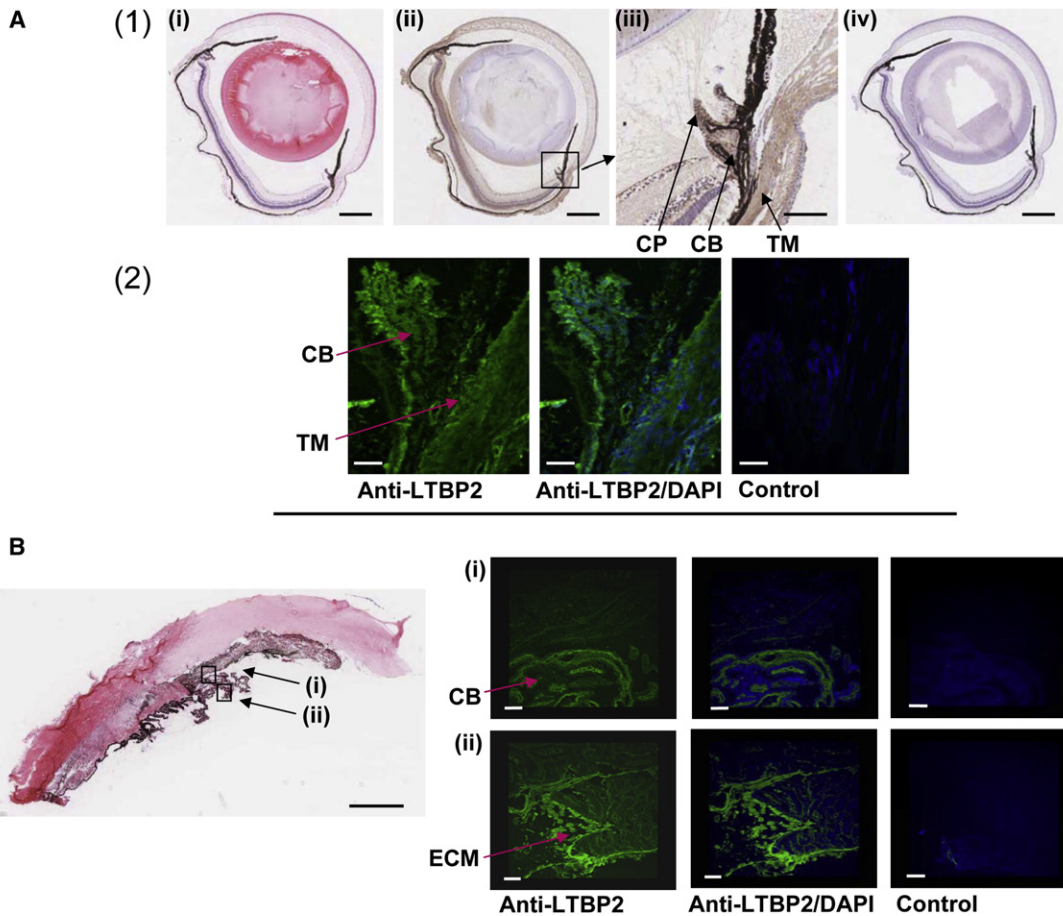 A
(1)
(i) (ii) (iii) (iv)
CP CB TM
(2)
CB
TM
Anti-LTBP2 Anti-LTBP2/DAPI Control
B
(i)
(ii)
(i)
CB
(ii)
ECM
Anti-LTBP2 Anti-LTBP2/DAPI Control